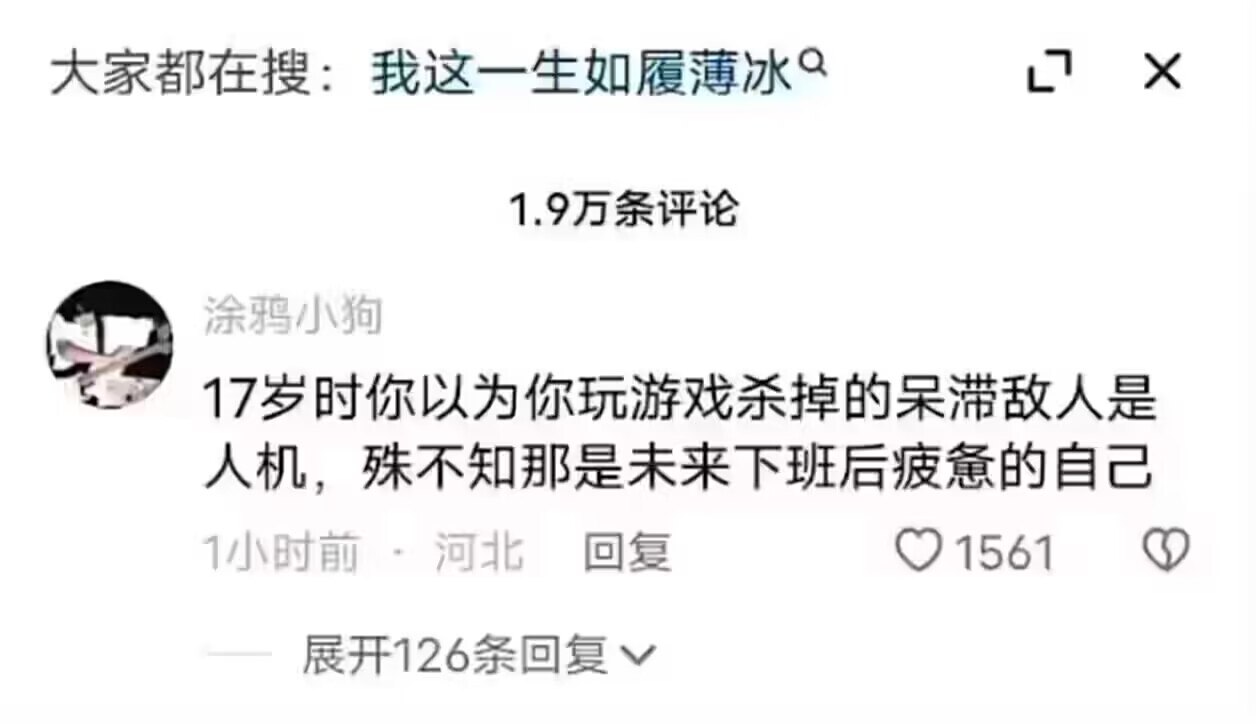 大家都在搜：我这一生如履薄冰
1.9万条评论
涂鸦小狗
17岁时你以为你玩游戏杀掉的呆滞敌人是
人机，殊不知那是未来下班后疲惫的自己
1小时前 · 河北 回复 1561
展开126条回复